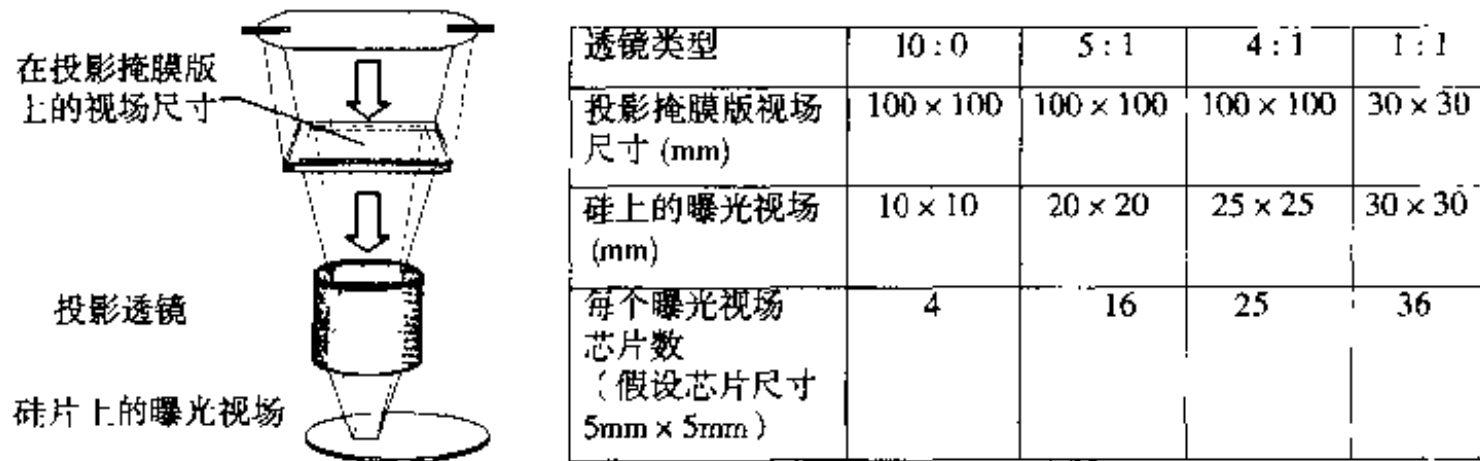 在投影掩膜版
上的视场尺寸
投影透镜
硅片上的曝光视场
透镜类型 10:0 5:1 4:1 1:1
投影掩膜版视场 100×100 100×100 100×100 30×30
尺寸 (mm)
硅上的曝光视场 10×10 20×20 25×25 30×30
(mm)
每个曝光视场 4 16 25 36
芯片数
(假设芯片尺寸
5mm×5mm)